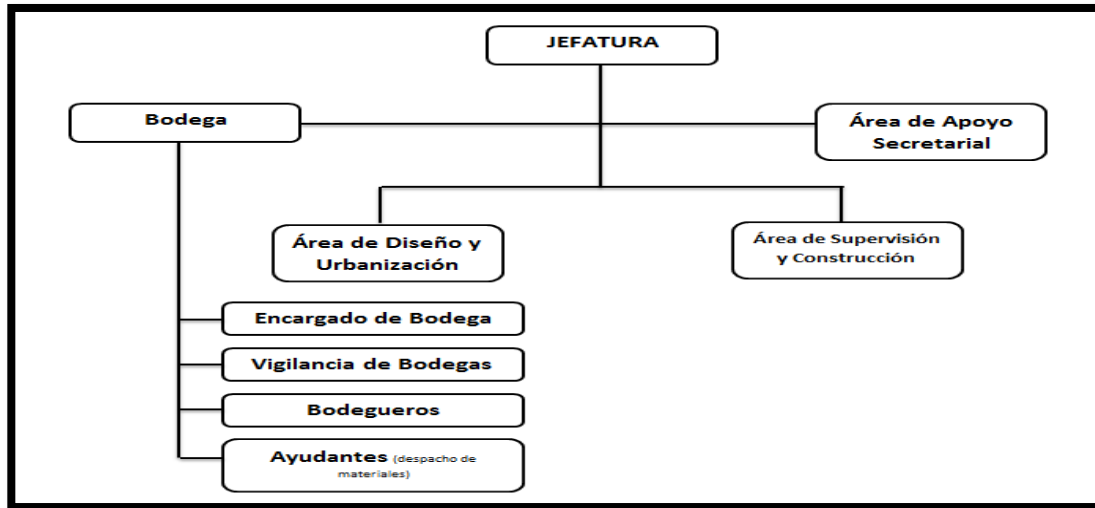 JEFATURA
Bodega
Área de Apoyo
Secretarial
Área de Diseño y
Urbanización
Área de Supervisión
y Construcción
Encargado de Bodega
Vigilancia de Bodegas
Bodegueros
Ayudantes (despacho de
materiales)